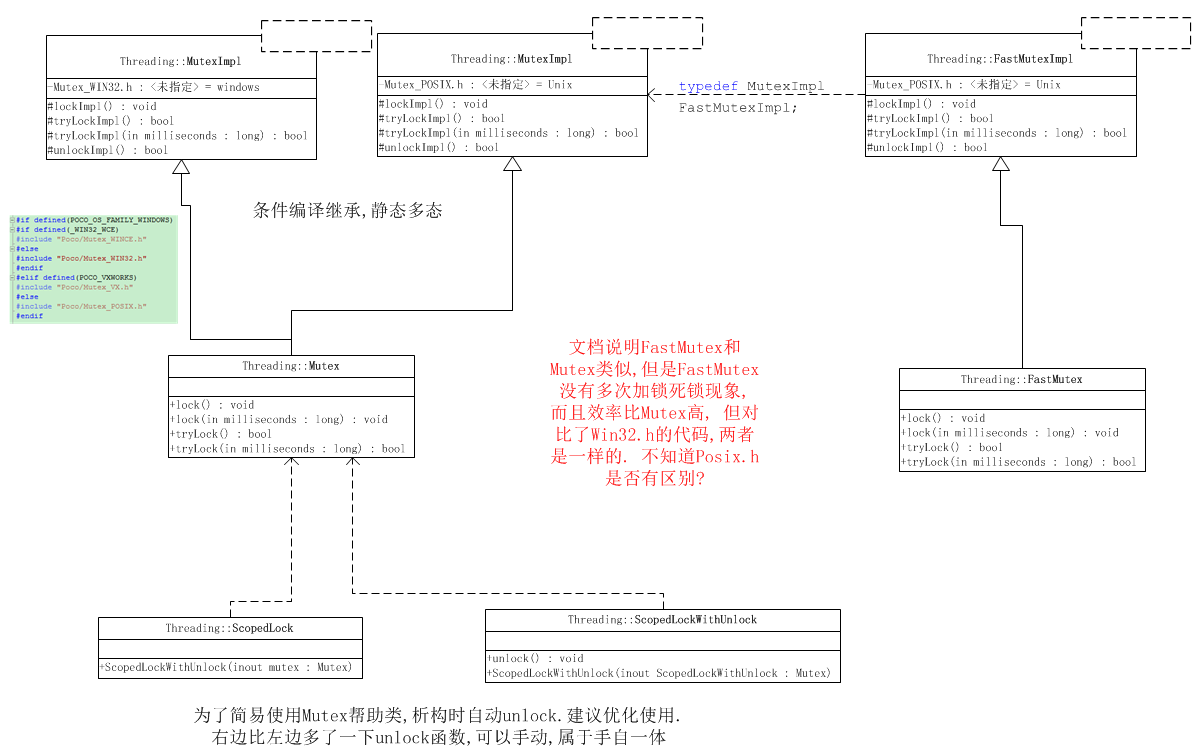 Threading::MutexImpl
-Mutex_WIN32.h : <未指定> = windows
#lockImpl() : void
#tryLockImpl() : bool
#tryLockImpl(in milliseconds : long) : bool
#unlockImpl() : bool
Threading::MutexImpl
-Mutex_POSIX.h : <未指定> = Unix
#lockImpl() : void
#tryLockImpl() : bool
#tryLockImpl(in milliseconds : long) : bool
#unlockImpl() : bool
typedef MutexImpl
FastMutexImpl;
Threading::FastMutexImpl
-Mutex_POSIX.h : <未指定> = Unix
#lockImpl() : void
#tryLockImpl() : bool
#tryLockImpl(in milliseconds : long) : bool
#unlockImpl() : bool
条件编译继承,静态多态
#if defined(POCO_OS_FAMILY_WINDOWS)
#if defined(_WIN32_WCE)
#include "Poco/Mutex_WINCE.h"
#else
#include "Poco/Mutex_WIN32.h"
#endif
#elif defined(POCO_VXWORKS)
#include "Poco/Mutex_VX.h"
#else
#include "Poco/Mutex_POSIX.h"
#endif
Threading::Mutex
+lock() : void
+lock(in milliseconds : long) : void
+tryLock() : bool
+tryLock(in milliseconds : long) : bool
文档说明FastMutex和
Mutex类似,但是FastMutex
没有多次加锁死锁现象,
而且效率比Mutex高, 但对
比了Win32.h的代码,两者
是一样的. 不知道Posix.h
是否有区别?
Threading::FastMutex
+lock() : void
+lock(in milliseconds : long) : void
+tryLock() : bool
+tryLock(in milliseconds : long) : bool
Threading::ScopedLock
+ScopedLockWithUnlock(inout mutex : Mutex)
Threading::ScopedLockWithUnlock
+unlock() : void
+ScopedLockWithUnlock(inout ScopedLockWithUnlock : Mutex)
为了简易使用Mutex帮助类,析构时自动unlock.建议优化使用.
右边比左边多了一下unlock函数,可以手动,属于手自一体